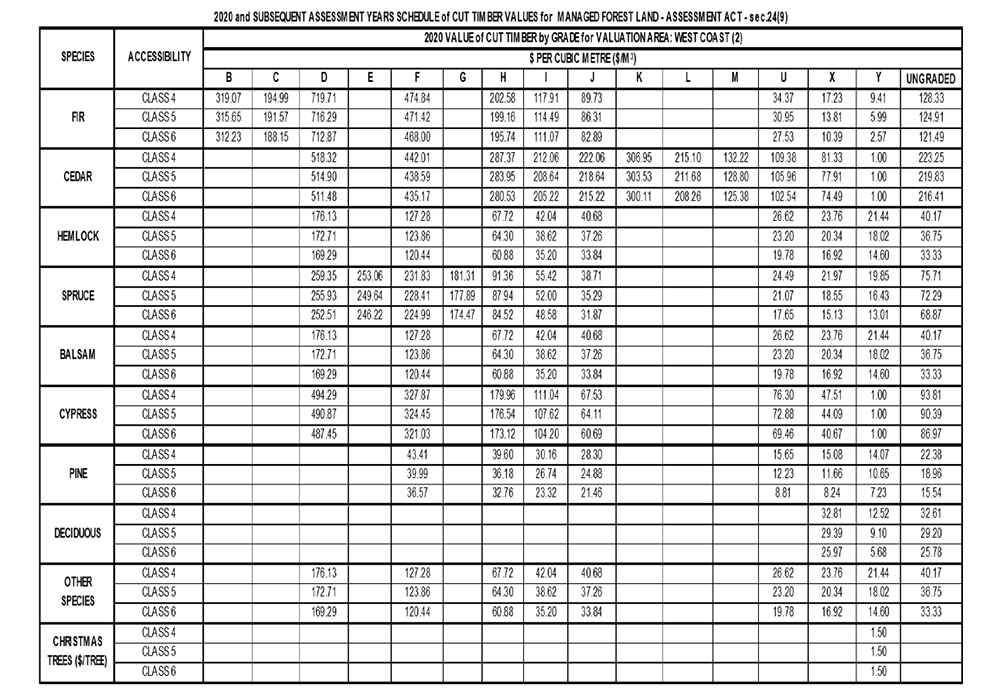 2020 and SUBSEQUENT ASSESSMENT YEARS SCHEDULE of CUT TIMBER VALUES for MANAGED FOREST LAND - ASSESSMENT ACT - sec.24(9)
2020 VALUE of CUT TIMBER by GRADE for VALUATION AREA: WEST COAST (2)
SPECIES ACCESSIBILITY $ PER CUBIC METRE ($/M³)
B C D E F G H I J K L M U X Y UNGRADED
CLASS 4 319.07 194.99 719.71 474.84 202.58 117.91 89.73 34.37 17.23 9.41 128.33
FIR CLASS 5 315.65 191.57 716.29 471.42 199.16 114.49 86.31 30.95 13.81 5.99 124.91
CLASS 6 312.23 188.15 712.87 468.00 195.74 111.07 82.89 27.53 10.39 2.57 121.49
CLASS 4 518.32 442.01 287.37 212.06 222.06 306.95 215.10 132.22 109.38 81.33 1.00 223.25
CEDAR CLASS 5 514.90 438.59 283.95 208.64 218.64 303.53 211.68 128.80 105.96 77.91 1.00 219.83
CLASS 6 511.48 435.17 280.53 205.22 215.22 300.11 208.26 125.38 102.54 74.49 1.00 216.41
CLASS 4 176.13 127.28 67.72 42.04 40.68 26.62 23.76 21.44 40.17
HEMLOCK CLASS 5 172.71 123.86 64.30 38.62 37.26 23.20 20.34 18.02 36.75
CLASS 6 169.29 120.44 60.88 35.20 33.84 19.78 16.92 14.60 33.33
CLASS 4 259.35 253.06 231.83 181.31 91.36 55.42 38.71 24.49 21.97 19.85 75.71
SPRUCE CLASS 5 255.93 249.64 228.41 177.89 87.94 52.00 35.29 21.07 18.55 16.43 72.29
CLASS 6 252.51 246.22 224.99 174.47 84.52 48.58 31.87 17.65 15.13 13.01 68.87
CLASS 4 176.13 127.28 67.72 42.04 40.68 26.62 23.76 21.44 40.17
BALSAM CLASS 5 172.71 123.86 64.30 38.62 37.26 23.20 20.34 18.02 36.75
CLASS 6 169.29 120.44 60.88 35.20 33.84 19.78 16.92 14.60 33.33
CLASS 4 494.29 327.87 179.96 111.04 67.53 76.30 47.51 1.00 93.81
CYPRESS CLASS 5 490.87 324.45 176.54 107.62 64.11 72.88 44.09 1.00 90.39
CLASS 6 487.45 321.03 173.12 104.20 60.69 69.46 40.67 1.00 86.97
CLASS 4 43.41 39.60 30.16 28.30 15.65 15.08 14.07 22.38
PINE CLASS 5 39.99 36.18 26.74 24.88 12.23 11.66 10.65 18.96
CLASS 6 36.57 32.76 23.32 21.46 8.81 8.24 7.23 15.54
CLASS 4 32.81 12.52 32.61
DECIDUOUS CLASS 5 29.39 9.10 29.20
CLASS 6 25.97 5.68 25.78
CLASS 4 176.13 127.28 67.72 42.04 40.68 26.62 23.76 21.44 40.17
OTHER SPECIES CLASS 5 172.71 123.86 64.30 38.62 37.26 23.20 20.34 18.02 36.75
CLASS 6 169.29 120.44 60.88 35.20 33.84 19.78 16.92 14.60 33.33
CLASS 4 1.50
CHRISTMAS TREES ($/TREE) CLASS 5 1.50
CLASS 6 1.50